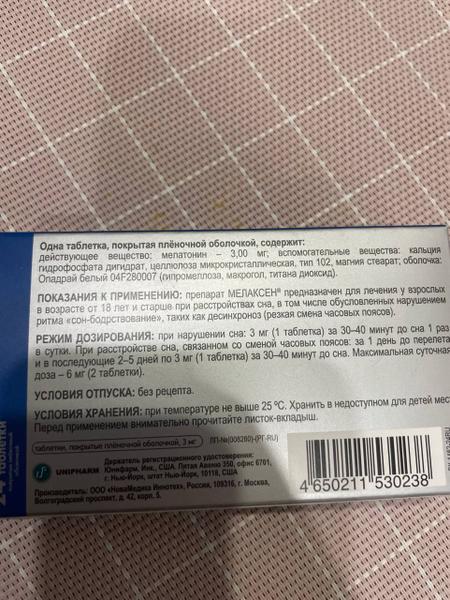 Одна таблетка, покрытая плёночной оболочкой, содержит:
действующее вещество: мелатонин – 3,00 мг; вспомогательные вещества: кальция
гидрофосфата дигидрат, целлюлоза микрокристаллическая, тип 102, магния стеарат; оболочка:
Опадрай белый 04F280007 (гипромеллоза, макрогол, титана диоксид).
ПОКАЗАНИЯ К ПРИМЕНЕНИЮ: препарат МЕЛАКСЕН® предназначен для лечения у взрослых
в возрасте от 18 лет и старше при расстройствах сна, в том числе обусловленных нарушением
ритма «сон-бодрствование», таких как десинхроноз (резкая смена часовых поясов).
РЕЖИМ ДОЗИРОВАНИЯ: при нарушении сна: 3 мг (1 таблетка) за 30–40 минут до сна 1 раз
в сутки. При расстройстве сна, связанном со сменой часовых поясов: за 1 день до перелета
и в последующие 2–5 дней по 3 мг (1 таблетка) за 30–40 минут до сна. Максимальная суточная
доза – 6 мг (2 таблетки).
УСЛОВИЯ ОТПУСКА: без рецепта.
УСЛОВИЯ ХРАНЕНИЯ: при температуре не выше 25 °C. Хранить в недоступном для детей мес
Перед применением внимательно прочитайте листок-вкладыш.
таблетки, покрытые плёночной оболочкой, 3 мг
ЛП-№(006280)-(РГ-RU)
UNIPHARM
Держатель регистрационного удостоверения:
Юнифарм, Инк., США. Питая Авеню 350, офис 6701,
г. Нью-Йорк, штат Нью-Йорк, 10118, США
Производитель: ООО «НоваМедика Иннотех», Россия, 109316, г. Москва,
Волгоградский проспект, д. 42, корп. 5.
4 650211 530238
24 таблетки